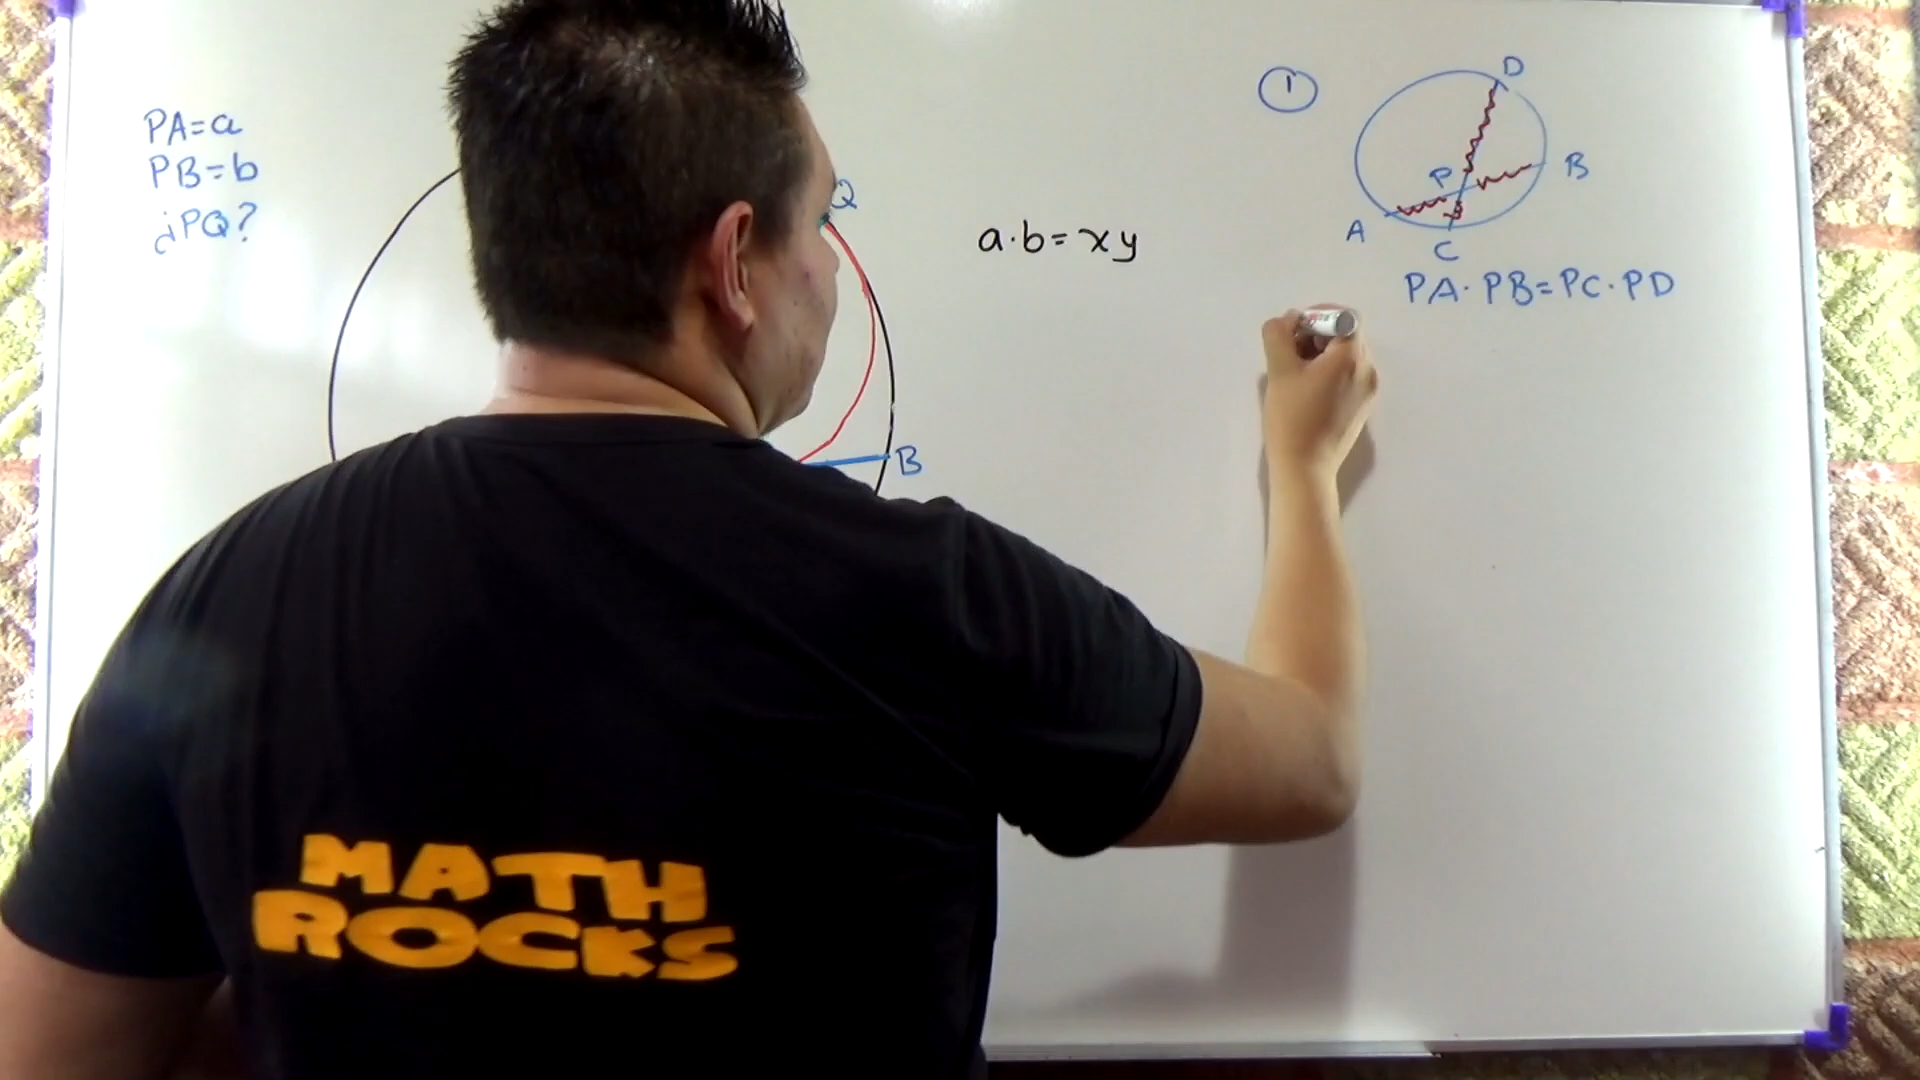 PA=a
PB=b
¿PQ?
Q
B
a·b=xy
1
D
P
B
A
C
PA·PB=PC·PD
MATH
ROCKS